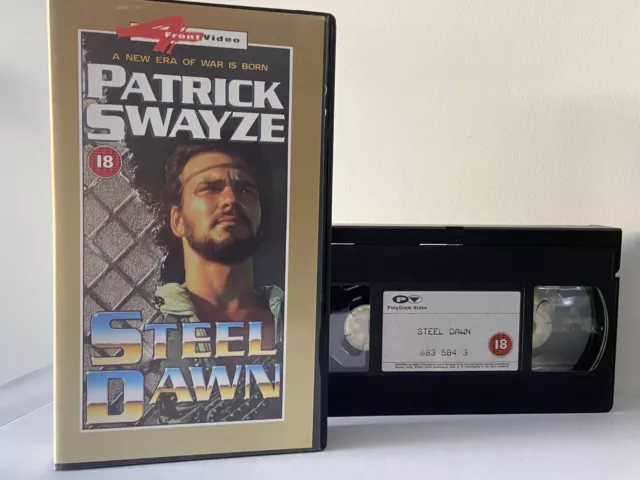 4
Front Video
A NEW ERA OF WAR IS BORN
PATRICK
SWAYZE
18
STEEL
DAWN
PV
PolyGram Video
STEEL DAWN
083 584 3
18